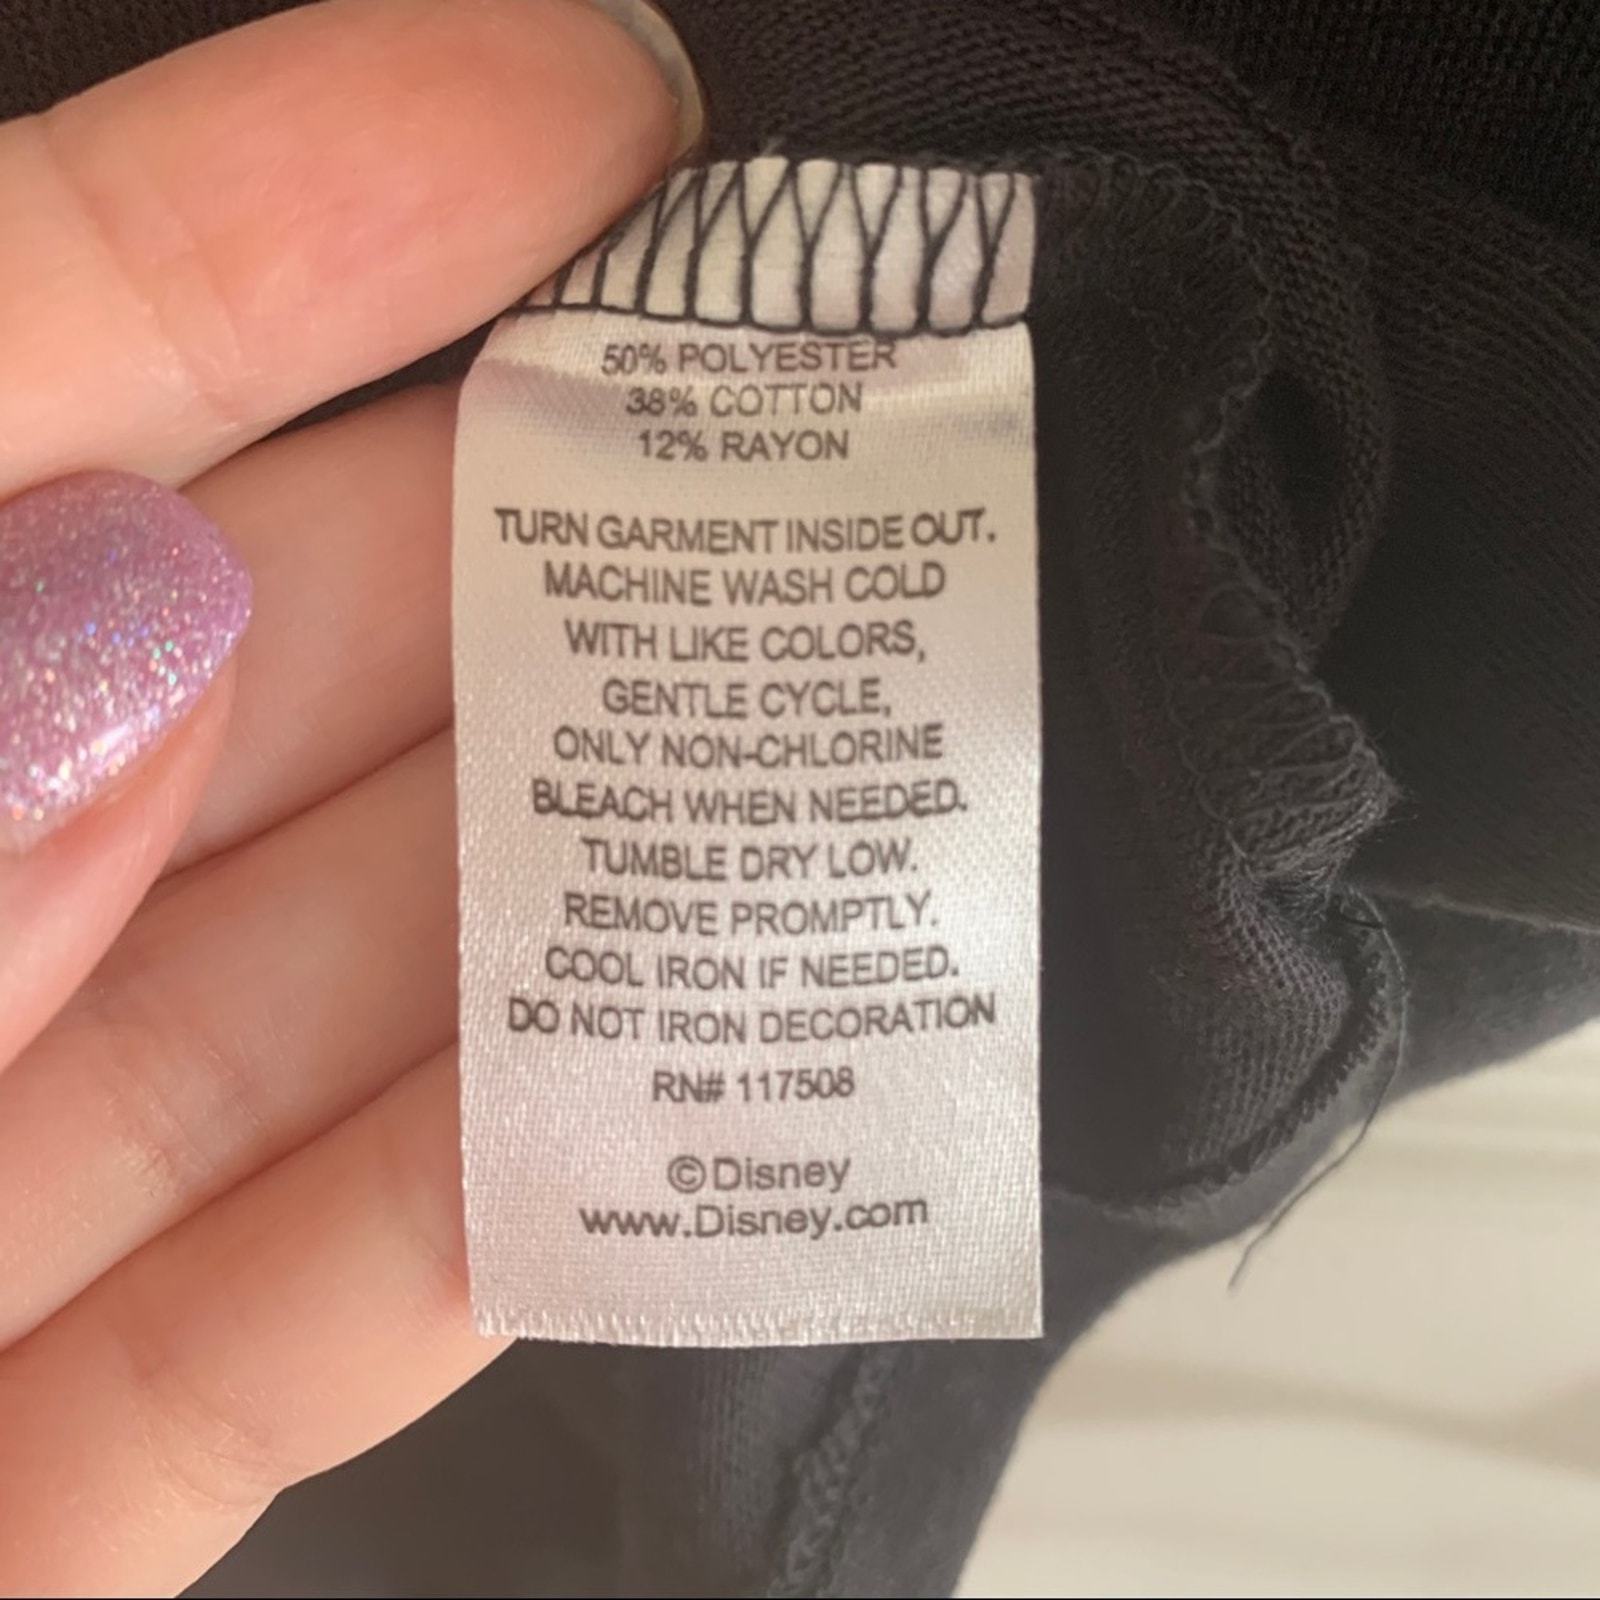 50% POLYESTER
38% COTTON
12% RAYON
TURN GARMENT INSIDE OUT.
MACHINE WASH COLD
WITH LIKE COLORS,
GENTLE CYCLE,
ONLY NON-CHLORINE
BLEACH WHEN NEEDED.
TUMBLE DRY LOW.
REMOVE PROMPTLY.
COOL IRON IF NEEDED.
DO NOT IRON DECORATION
RN# 117508
©Disney
www.Disney.com